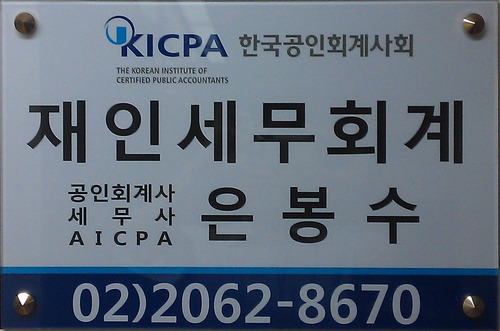 KICPA 한국공인회계사회
THE KOREAN INSTITUTE OF
CERTIFIED PUBLIC ACCOUNTANTS
재인세무회계
공인회계사
세무사
AICPA
은봉수
02)2062-8670